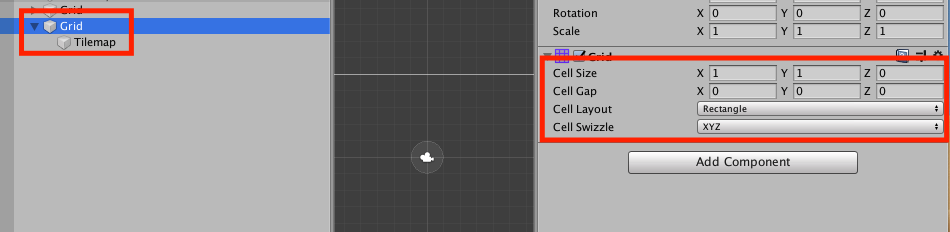 Grid
Grid
Tilemap
Rotation X 0 Y 0 Z 0
Scale X 1 Y 1 Z 1
Grid
Cell Size X 1 Y 1 Z 0
Cell Gap X 0 Y 0 Z 0
Cell Layout Rectangle
Cell Swizzle XYZ
Add Component